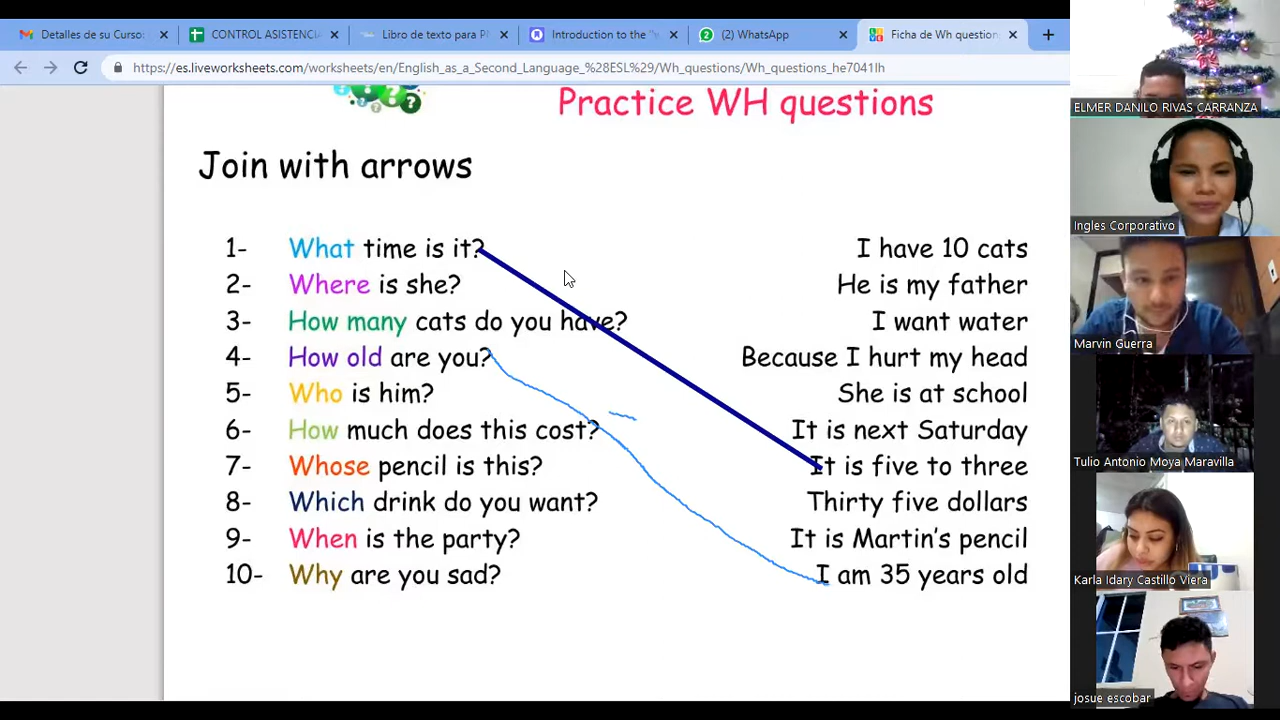 Detalles de su Curso:
CONTROL ASISTENCIA
Libro de texto para
Introduction to the "w
(2) WhatsApp
Ficha de Wh question
https://es.liveworksheets.com/worksheets/en/English_as_a_Second_Language_%28ESL%29/Wh_questions/Wh_questions_he7041lh
Practice WH questions
Join with arrows
1- What time is it? I have 10 cats
2- Where is she? He is my father
3- How many cats do you have? I want water
4- How old are you? Because I hurt my head
5- Who is him? She is at school
6- How much does this cost? It is next Saturday
7- Whose pencil is this? It is five to three
8- Which drink do you want? Thirty five dollars
9- When is the party? It is Martin's pencil
10- Why are you sad? I am 35 years old
ELMER DANILO RIVAS CARRANZA
Ingles Corporativo
Marvin Guerra
Tulio Antonio Moya Maravilla
Karla Idary Castillo Viera
josue escobar